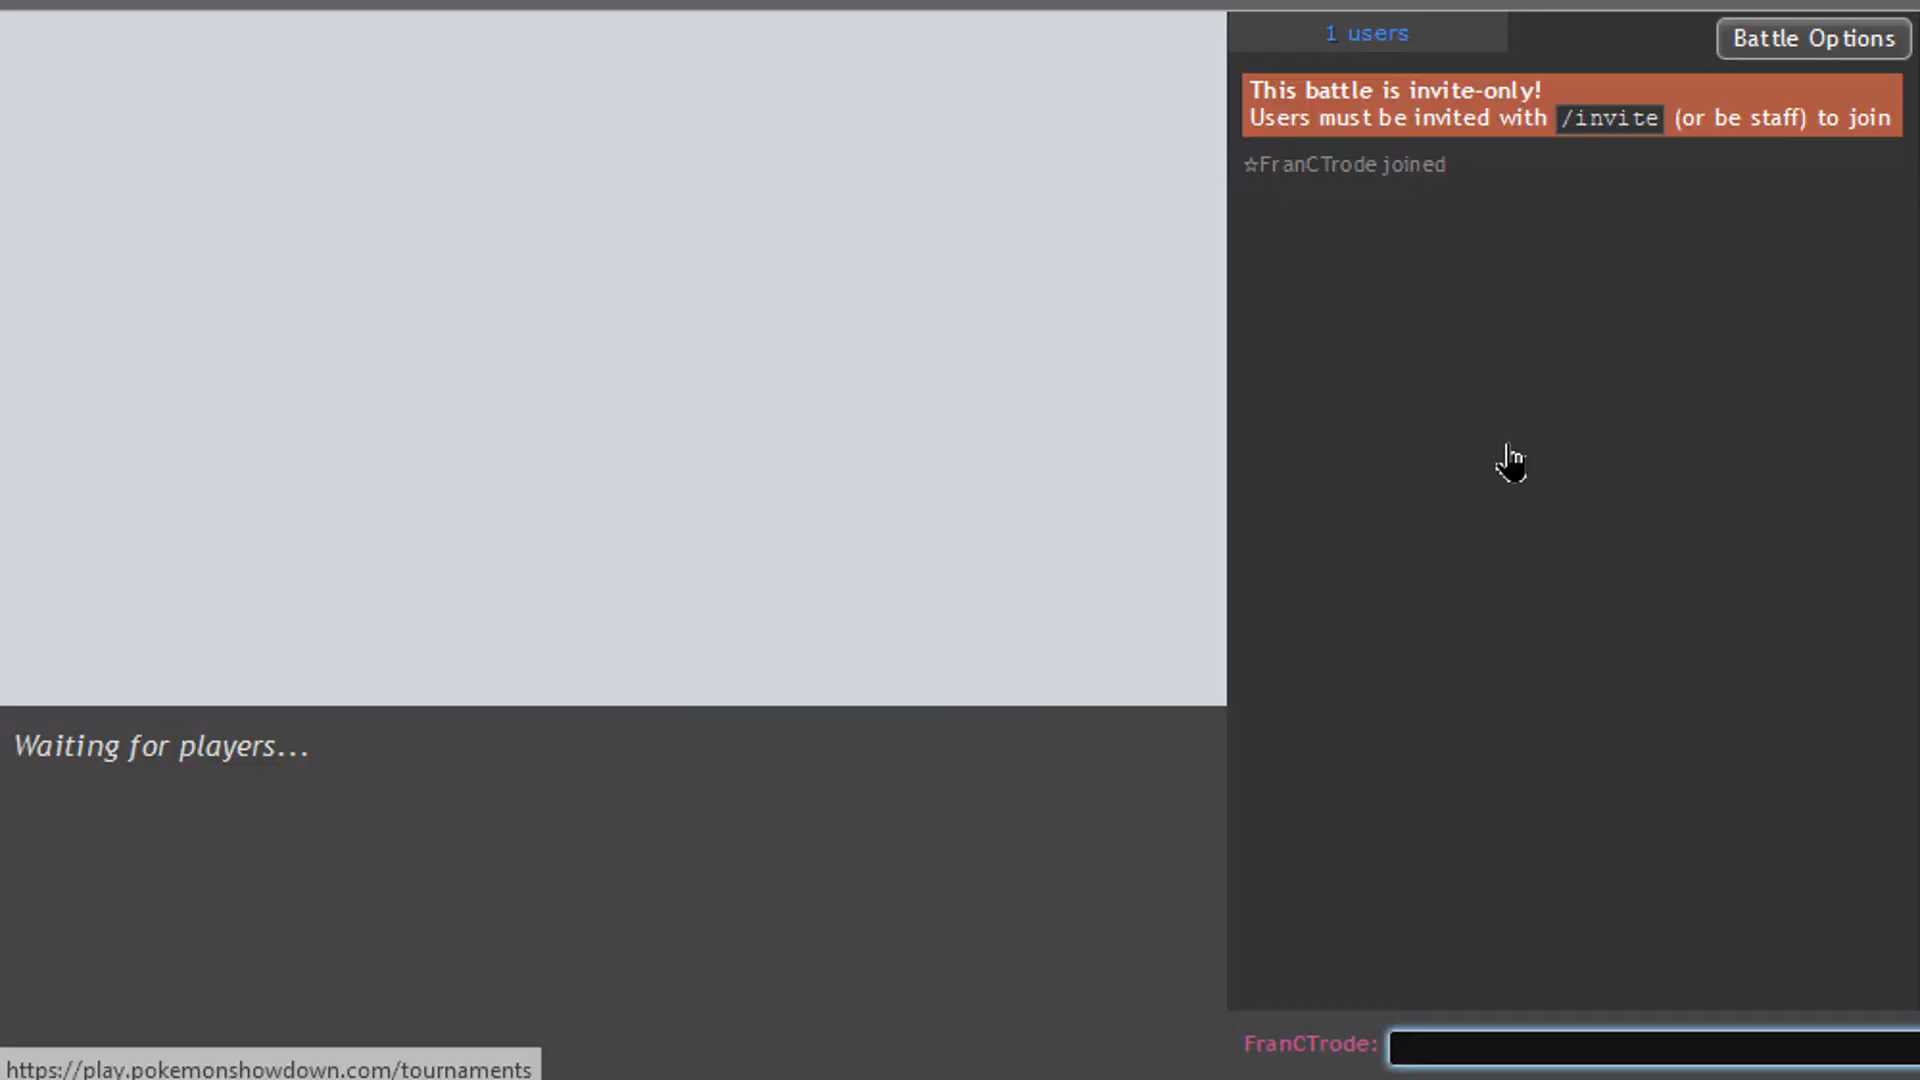 1 users
Battle Options
This battle is invite-only!
Users must be invited with /invite (or be staff) to join
☆FranCTrode joined
Waiting for players...
FranCTrode:
https://play.pokemonshowdown.com/tournaments